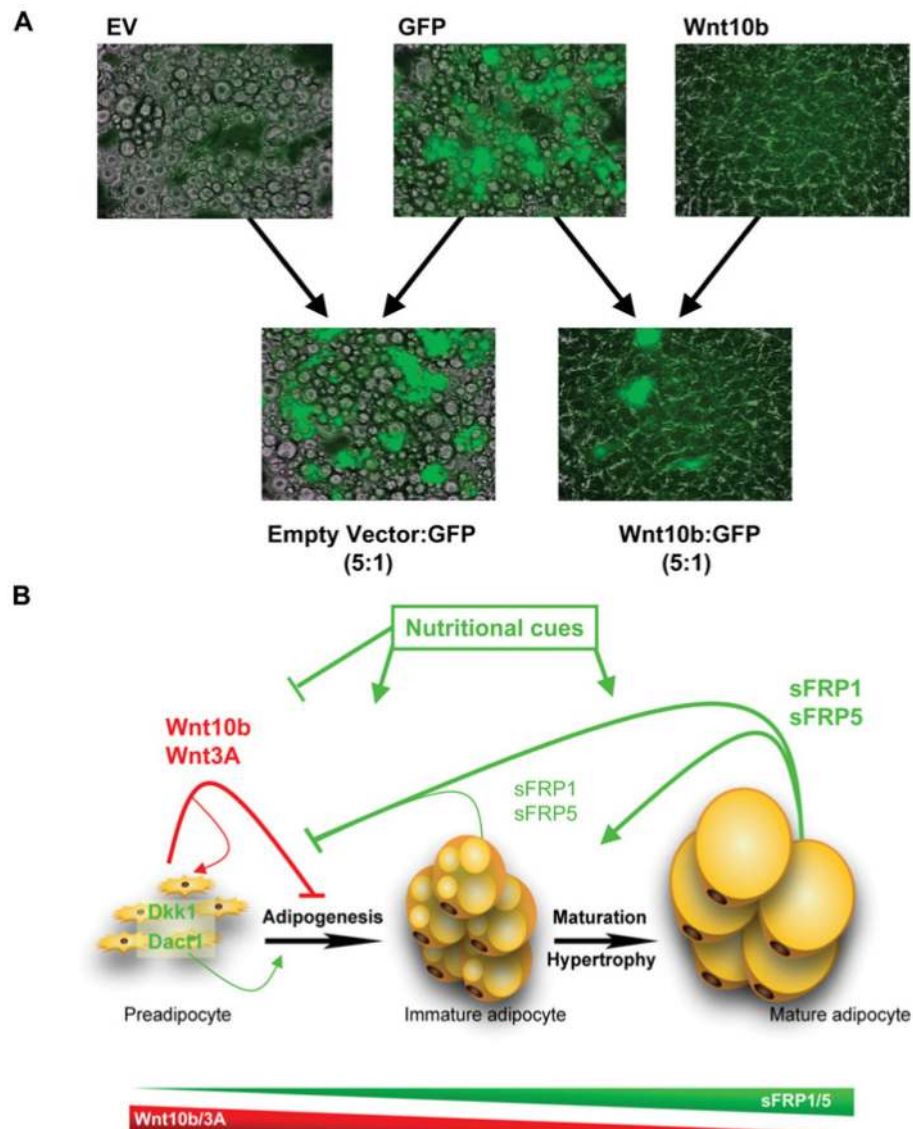 A
EV
GFP
Wnt10b
Empty Vector:GFP
(5:1)
Wnt10b:GFP
(5:1)
B
Nutritional cues
sFRP1
sFRP5
Wnt10b
Wnt3A
sFRP1
sFRP5
Dkk1
Dact1
Adipogenesis
Maturation
Hypertrophy
Preadipocyte
Immature adipocyte
Mature adipocyte
sFRP1/5
Wnt10b/3A